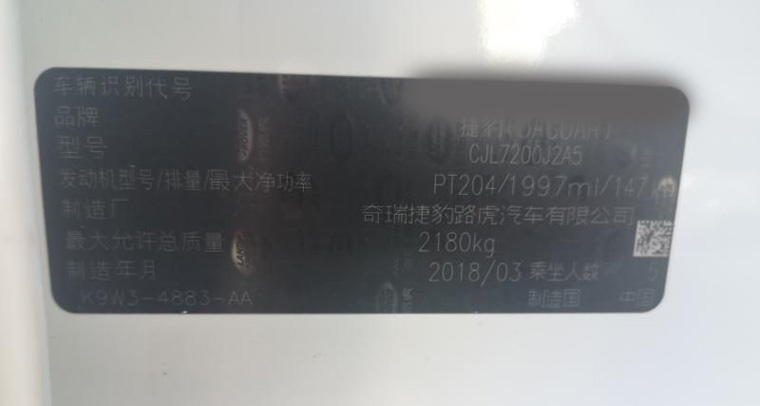 车辆识别代号
品牌 捷豹(JAGUAR)
型号 CJL7200J2A5
发动机型号/排量/最大净功率 PT204/1997ml/147
制造厂 奇瑞捷豹路虎汽车有限公司
最大允许总质量 2180kg
制造年月 2018/03 乘坐人数 5
K9W3-4883-AA 制造国 中国